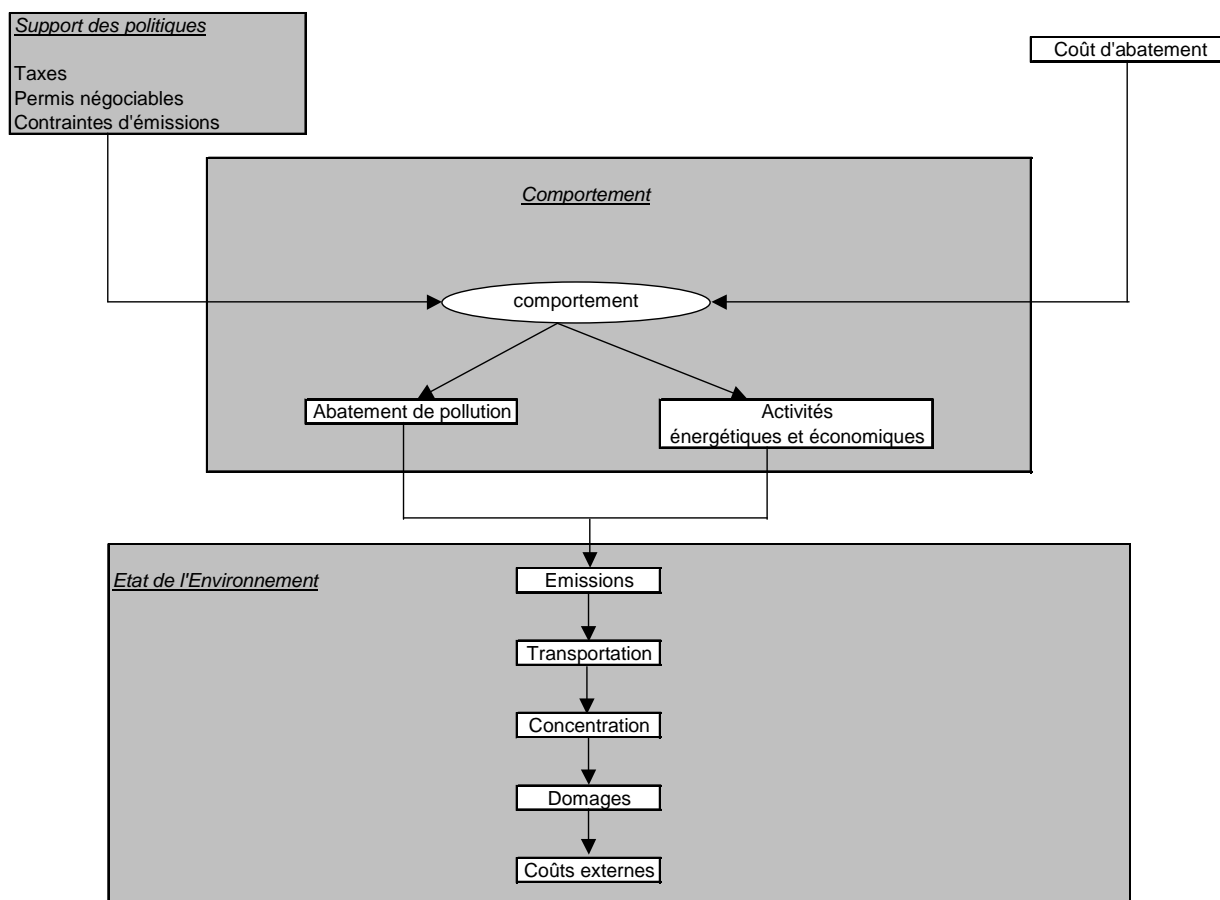 Support des politiques
Taxes
Permis négociables
Contraintes d'émissions
Coût d'abatement
Comportement
comportement
Abatement de pollution
Activités
énergétiques et économiques
Etat de l'Environnement
Emissions
Transportation
Concentration
Domages
Coûts externes